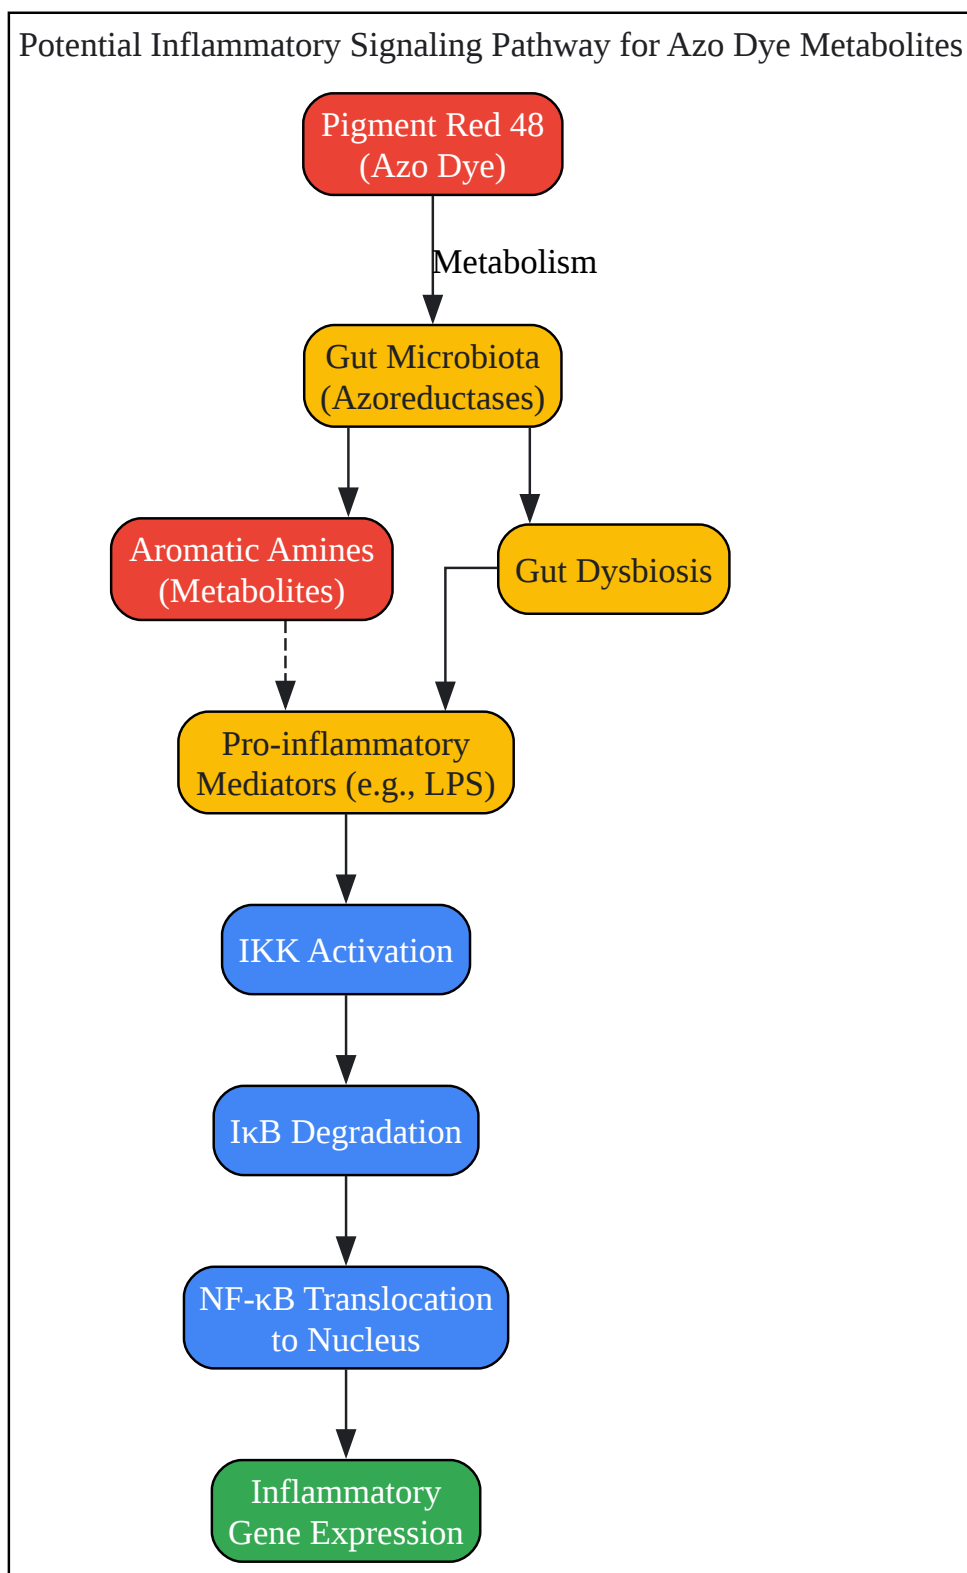 Potential Inflammatory Signaling Pathway for Azo Dye Metabolites
Pigment Red 48
(Azo Dye)
Metabolism
Gut Microbiota
(Azoreductases)
Aromatic Amines
(Metabolites)
Gut Dysbiosis
Pro-inflammatory
Mediators (e.g., LPS)
IKK Activation
IκB Degradation
NF-κB Translocation
to Nucleus
Inflammatory
Gene Expression